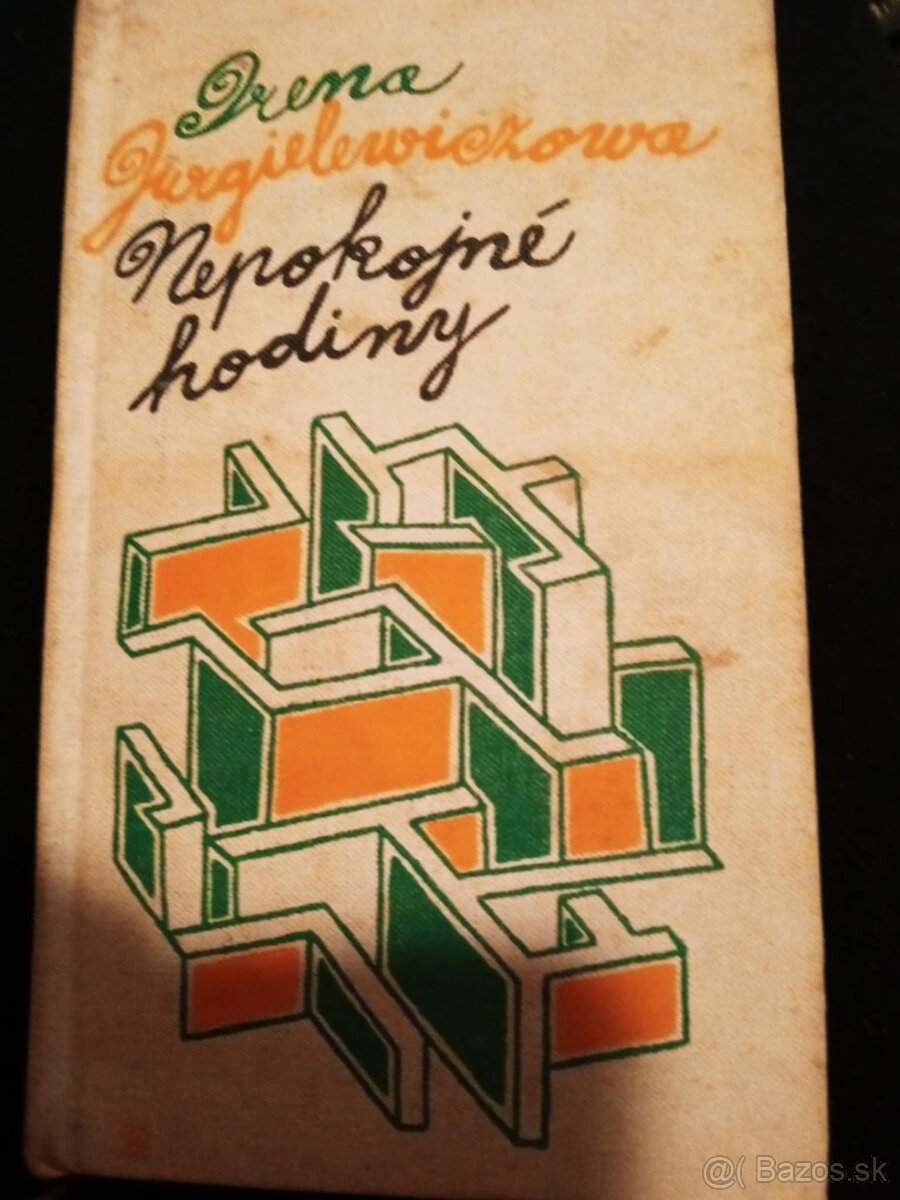 Irena
Jurgielewiczowa
Nepokojné
hodiny
@( Bazos.sk